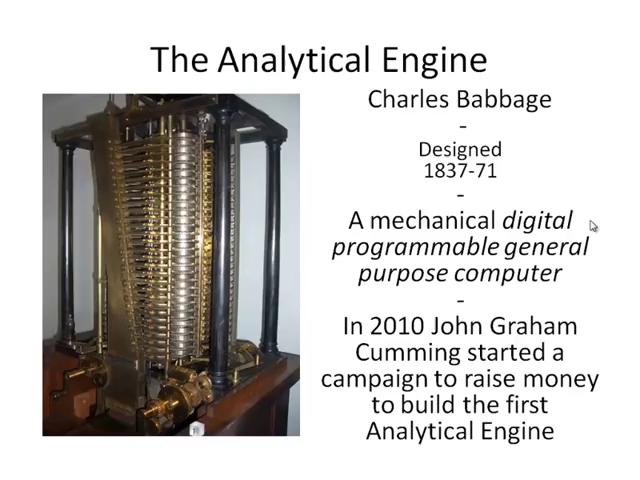 The Analytical Engine
Charles Babbage
-
Designed
1837-71
-
A mechanical digital
programmable general
purpose computer
-
In 2010 John Graham
Cumming started a
campaign to raise money
to build the first
Analytical Engine